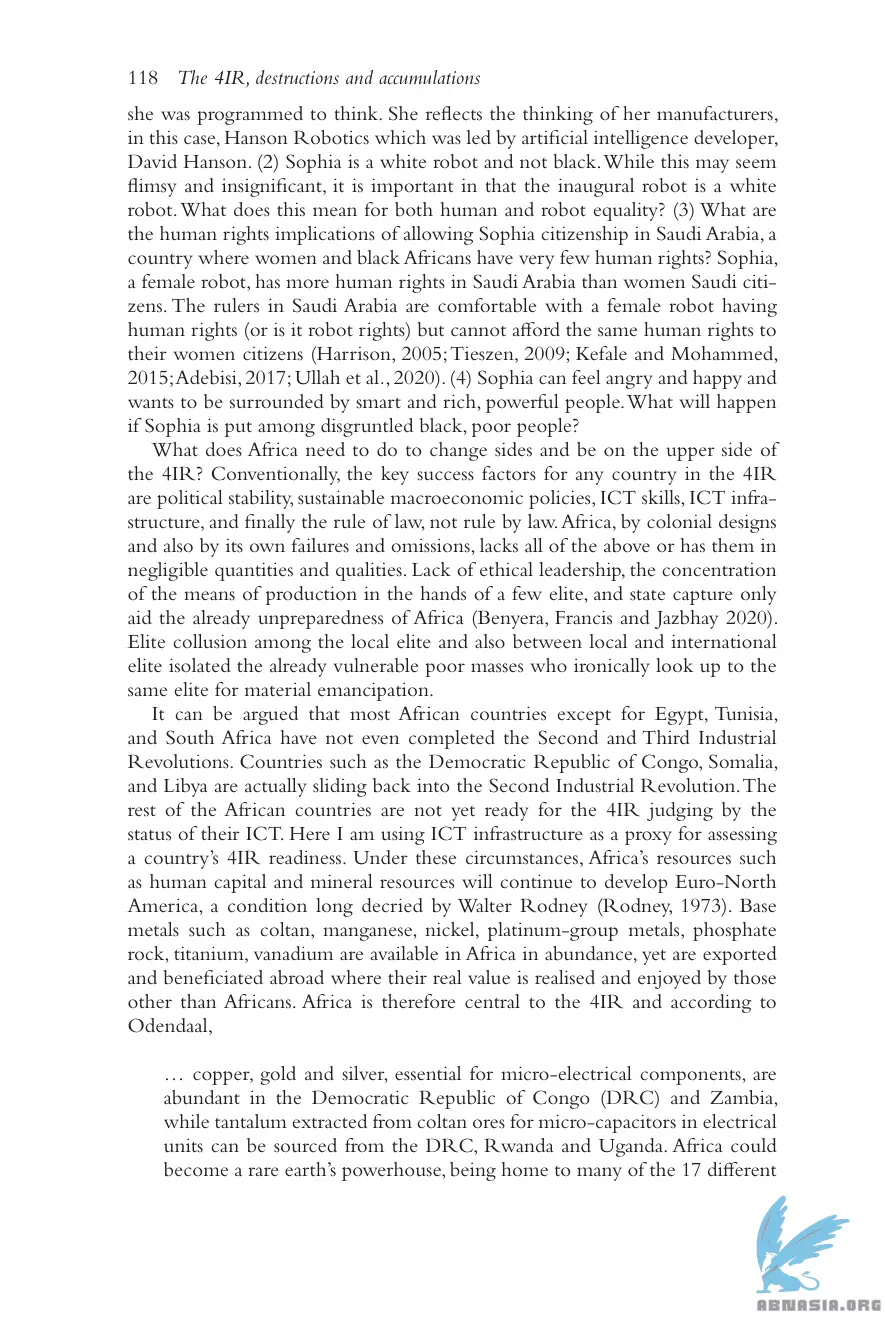 118 The 4IR, destructions and accumulations
she was programmed to think. She reflects the thinking of her manufacturers,
in this case, Hanson Robotics which was led by artificial intelligence developer,
David Hanson. (2) Sophia is a white robot and not black. While this may seem
flimsy and insignificant, it is important in that the inaugural robot is a white
robot. What does this mean for both human and robot equality? (3) What are
the human rights implications of allowing Sophia citizenship in Saudi Arabia, a
country where women and black Africans have very few human rights? Sophia,
a female robot, has more human rights in Saudi Arabia than women Saudi citi-
zens. The rulers in Saudi Arabia are comfortable with a female robot having
human rights (or is it robot rights) but cannot afford the same human rights to
their women citizens (Harrison, 2005; Tieszen, 2009; Kefale and Mohammed,
2015; Adebisi, 2017; Ullah et al., 2020). (4) Sophia can feel angry and happy and
wants to be surrounded by smart and rich, powerful people. What will happen
if Sophia is put among disgruntled black, poor people?
What does Africa need to do to change sides and be on the upper side of
the 4IR? Conventionally, the key success factors for any country in the 4IR
are political stability, sustainable macroeconomic policies, ICT skills, ICT infra-
structure, and finally the rule of law, not rule by law. Africa, by colonial designs
and also by its own failures and omissions, lacks all of the above or has them in
negligible quantities and qualities. Lack of ethical leadership, the concentration
of the means of production in the hands of a few elite, and state capture only
aid the already unpreparedness of Africa (Benyera, Francis and Jazbhay 2020).
Elite collusion among the local elite and also between local and international
elite isolated the already vulnerable poor masses who ironically look up to the
same elite for material emancipation.
It can be argued that most African countries except for Egypt, Tunisia,
and South Africa have not even completed the Second and Third Industrial
Revolutions. Countries such as the Democratic Republic of Congo, Somalia,
and Libya are actually sliding back into the Second Industrial Revolution. The
rest of the African countries are not yet ready for the 4IR judging by the
status of their ICT. Here I am using ICT infrastructure as a proxy for assessing
a country's 4IR readiness. Under these circumstances, Africa's resources such
as human capital and mineral resources will continue to develop Euro-North
America, a condition long decried by Walter Rodney (Rodney, 1973). Base
metals such as coltan, manganese, nickel, platinum-group metals, phosphate
rock, titanium, vanadium are available in Africa in abundance, yet are exported
and beneficiated abroad where their real value is realised and enjoyed by those
other than Africans. Africa is therefore central to the 4IR and according to
Odendaal,
… copper, gold and silver, essential for micro-electrical components, are
abundant in the Democratic Republic of Congo (DRC) and Zambia,
while tantalum extracted from coltan ores for micro-capacitors in electrical
units can be sourced from the DRC, Rwanda and Uganda. Africa could
become a rare earth's powerhouse, being home to many of the 17 different
ABNASIA.ORG